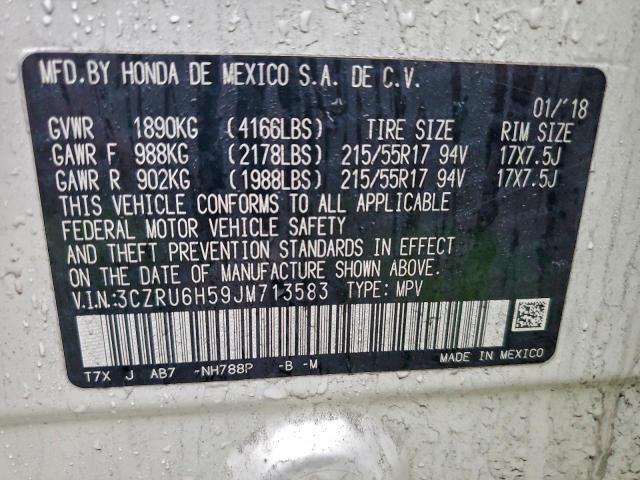 MFD.BY HONDA DE MEXICO S.A. DE C.V.
01/'18
GVWR 1890KG (4166LBS) TIRE SIZE RIM SIZE
GAWR F 988KG (2178LBS) 215/55R17 94V 17X7.5J
GAWR R 902KG (1988LBS) 215/55R17 94V 17X7.5J
THIS VEHICLE CONFORMS TO ALL APPLICABLE
FEDERAL MOTOR VEHICLE SAFETY
AND THEFT PREVENTION STANDARDS IN EFFECT
ON THE DATE OF MANUFACTURE SHOWN ABOVE.
V.I.N.:3CZRU6H59JM713583 TYPE: MPV
T7X J AB7 -NH788P -B -M
MADE IN MEXICO